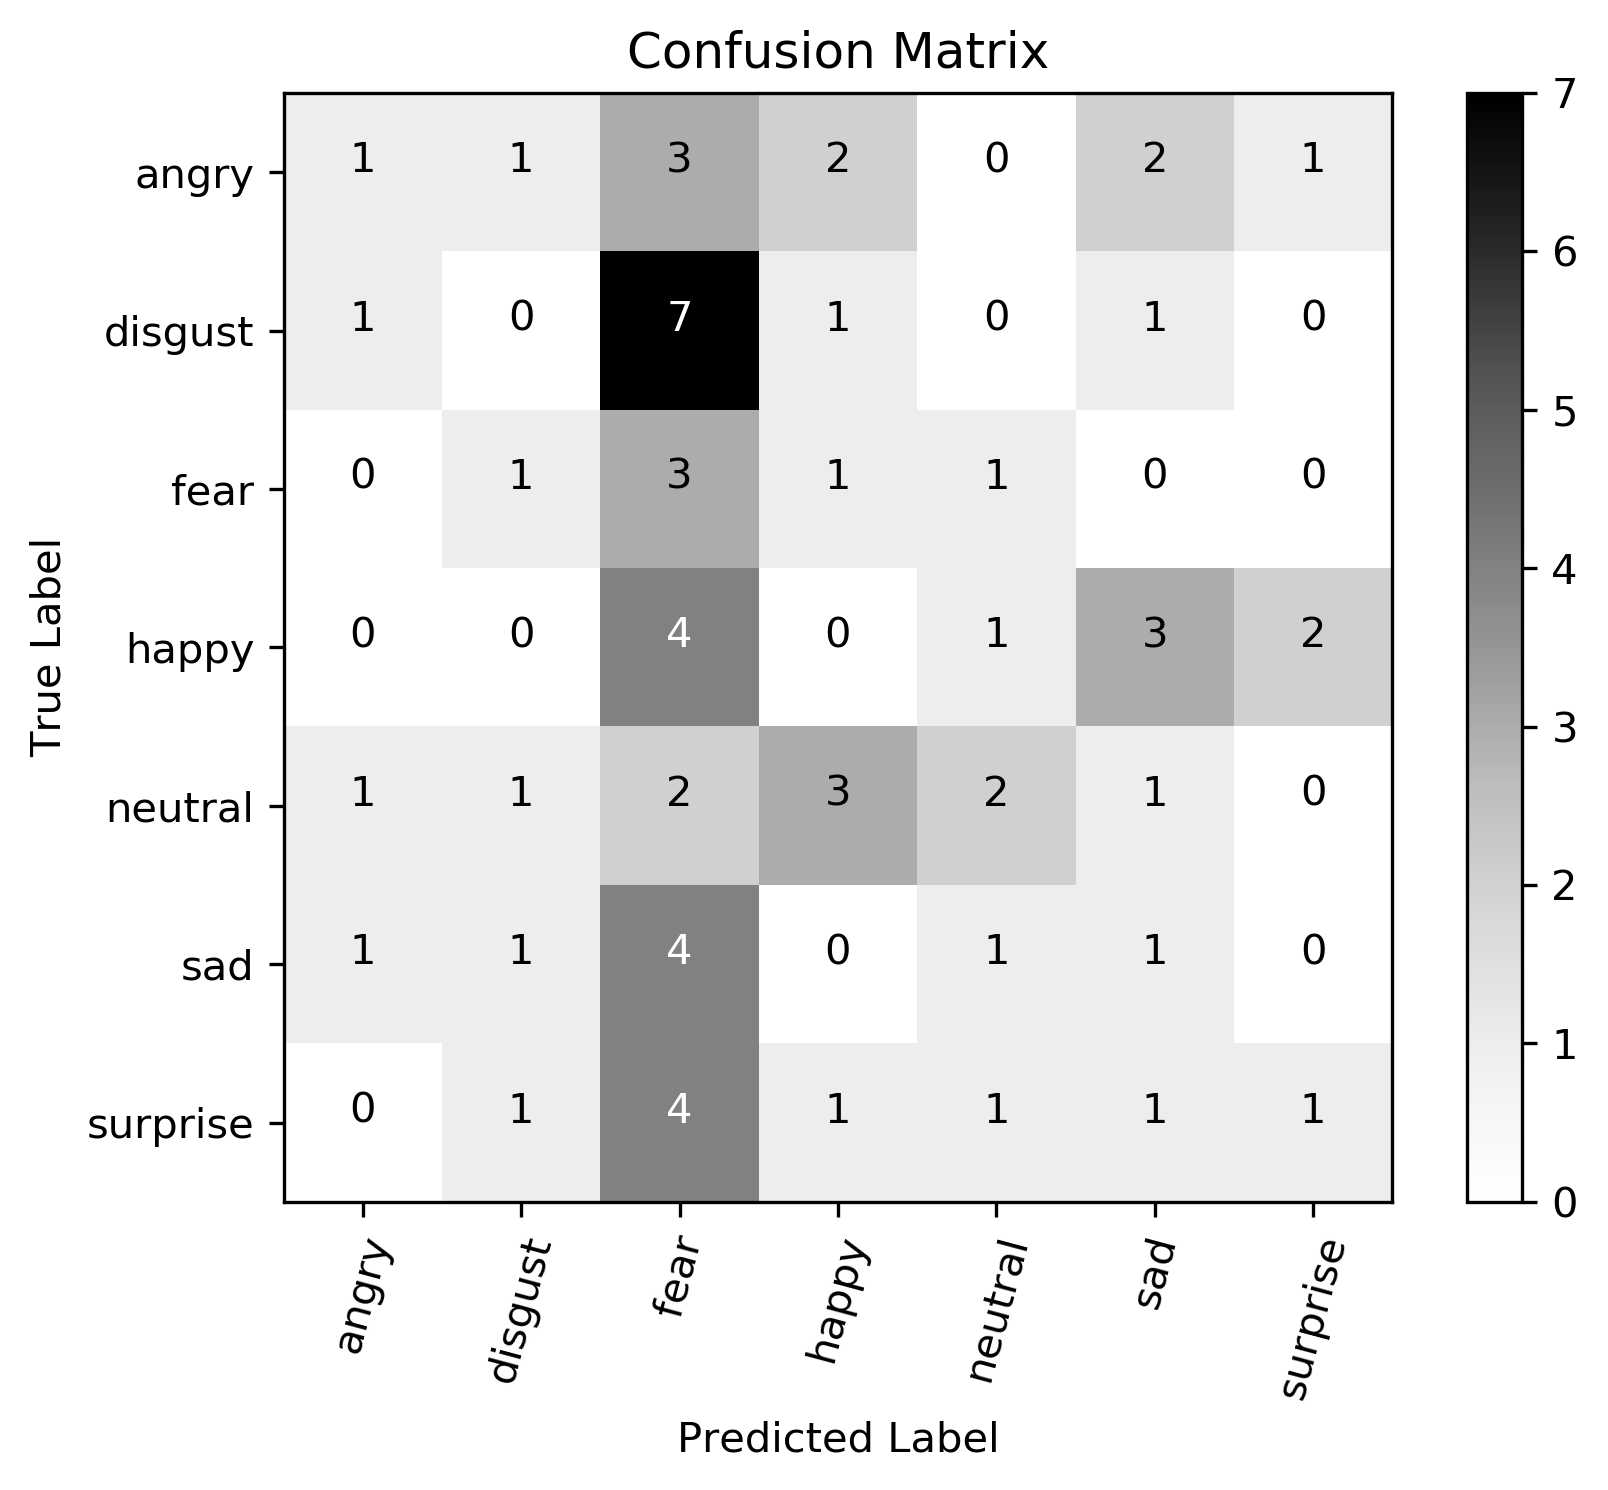 Confusion Matrix
angry 1 1 3 2 0 2 1
disgust 1 0 7 1 0 1 0
fear 0 1 3 1 1 0 0
happy 0 0 4 0 1 3 2
neutral 1 1 2 3 2 1 0
sad 1 1 4 0 1 1 0
surprise 0 1 4 1 1 1 1
True Label
angry disgust fear happy neutral sad surprise
Predicted Label
7
6
5
4
3
2
1
0